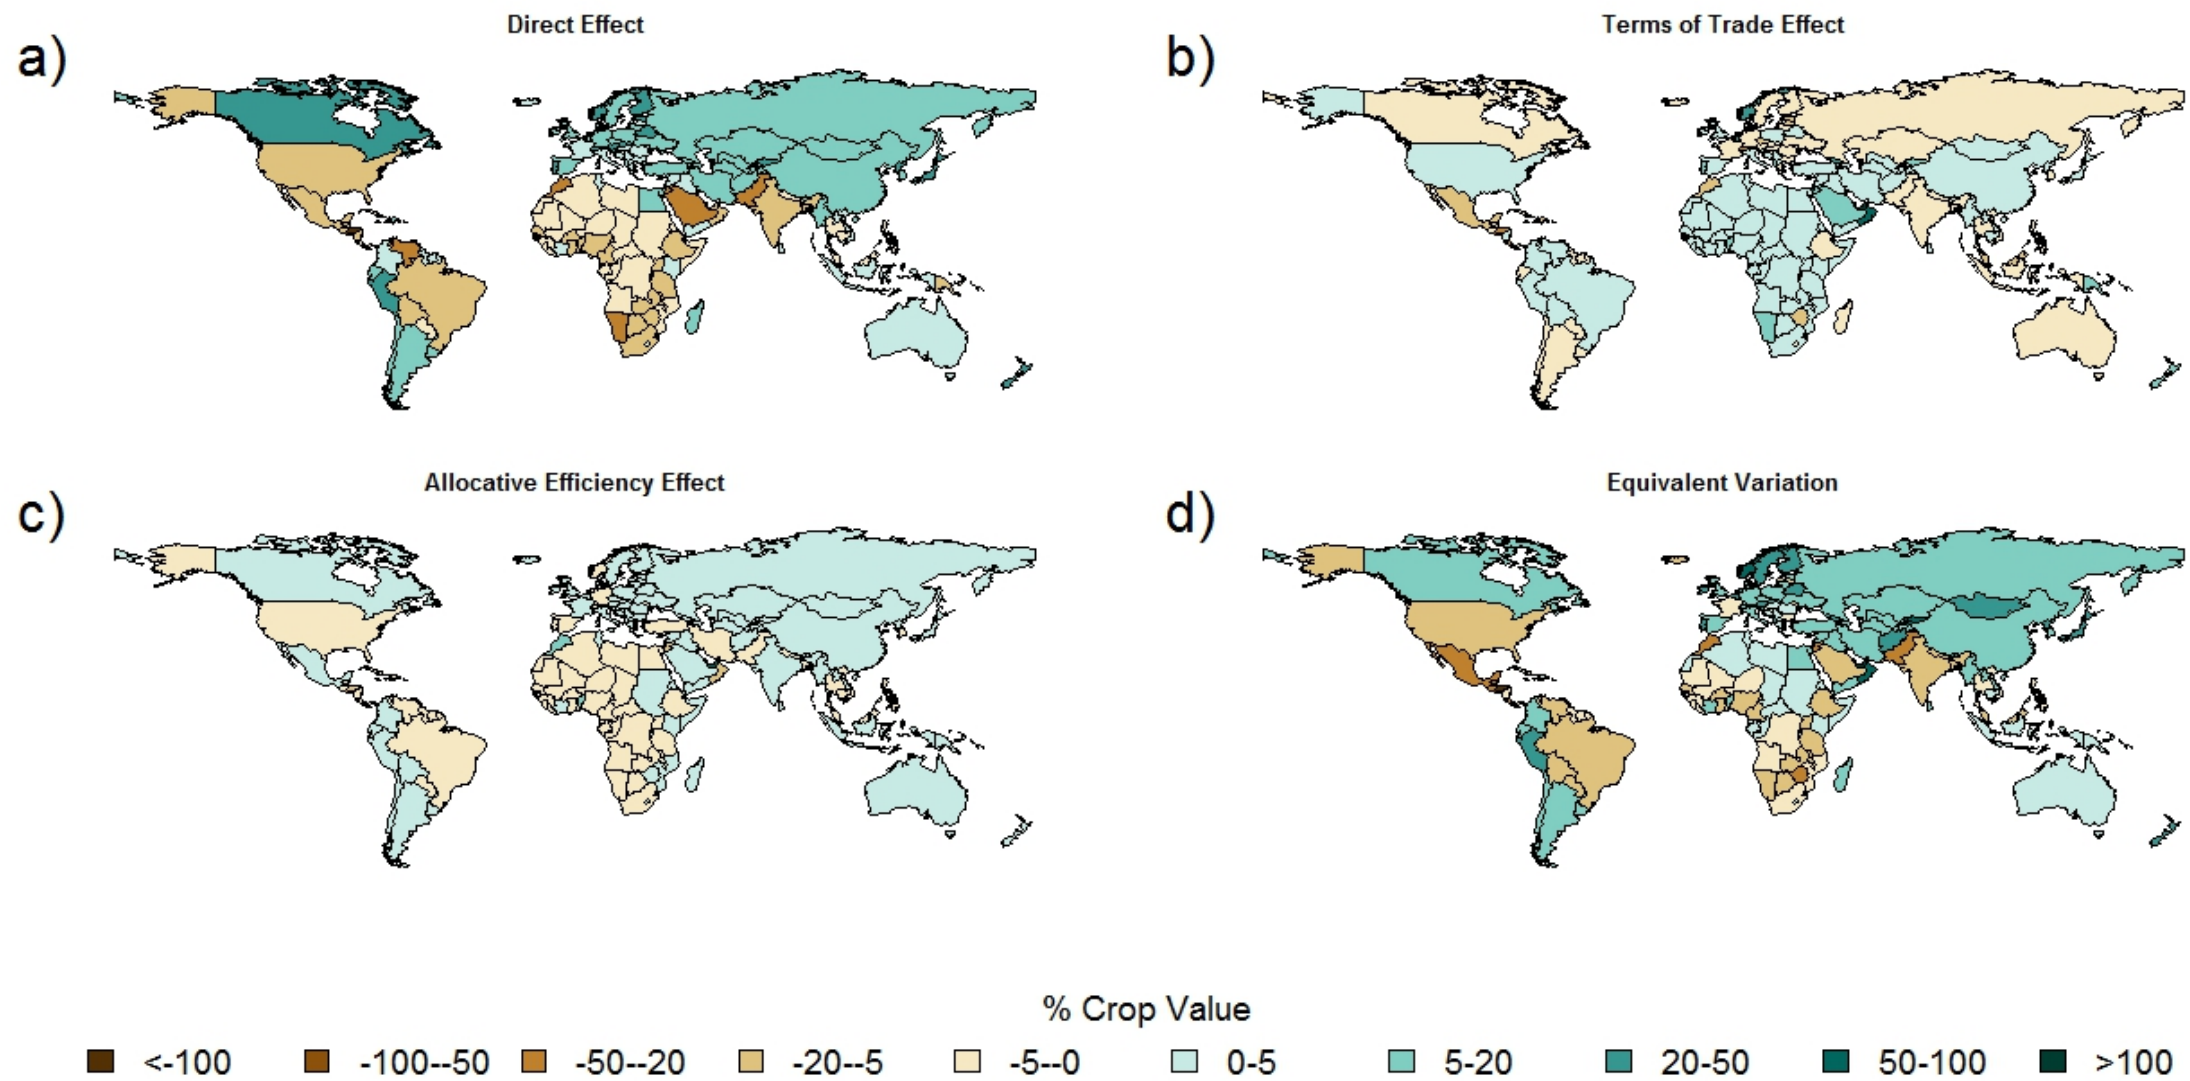 Direct Effect
a)
Terms of Trade Effect
b)
Allocative Efficiency Effect
c)
Equivalent Variation
d)
% Crop Value
<-100 -100--50 -50--20 -20--5 -5--0 0-5 5-20 20-50 50-100 >100